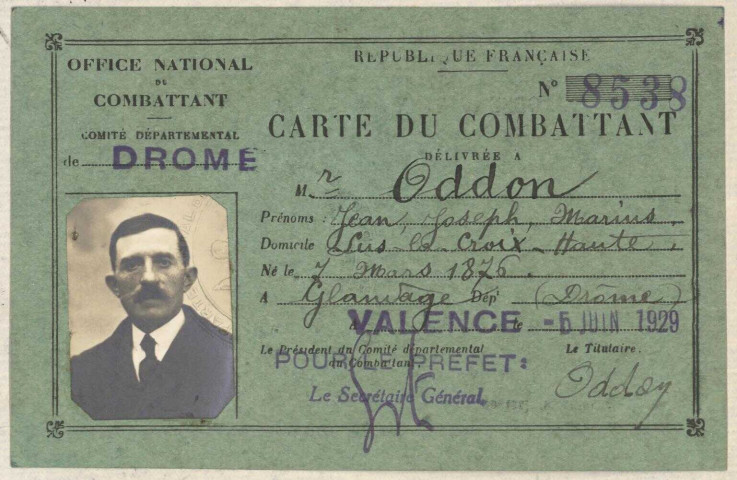 OFFICE NATIONAL
DU
COMBATTANT
COMITÉ DÉPARTEMENTAL
de DROME
RÉPUBLIQUE FRANÇAISE
N° 8538
CARTE DU COMBATTANT
DÉLIVRÉE A
M r Oddon
Prénoms : Jean, Joseph, Marius.
Domicile Lus-la-Croix-Haute.
Né le 7 Mars 1876.
A Glandage Dépt (Drôme)
à VALENCE le -5 JUIN 1929
Le Président du Comité départemental
du Combattant
Le Titulaire.
POUR LE PRÉFET:
Le Secrétaire Général,
Oddon